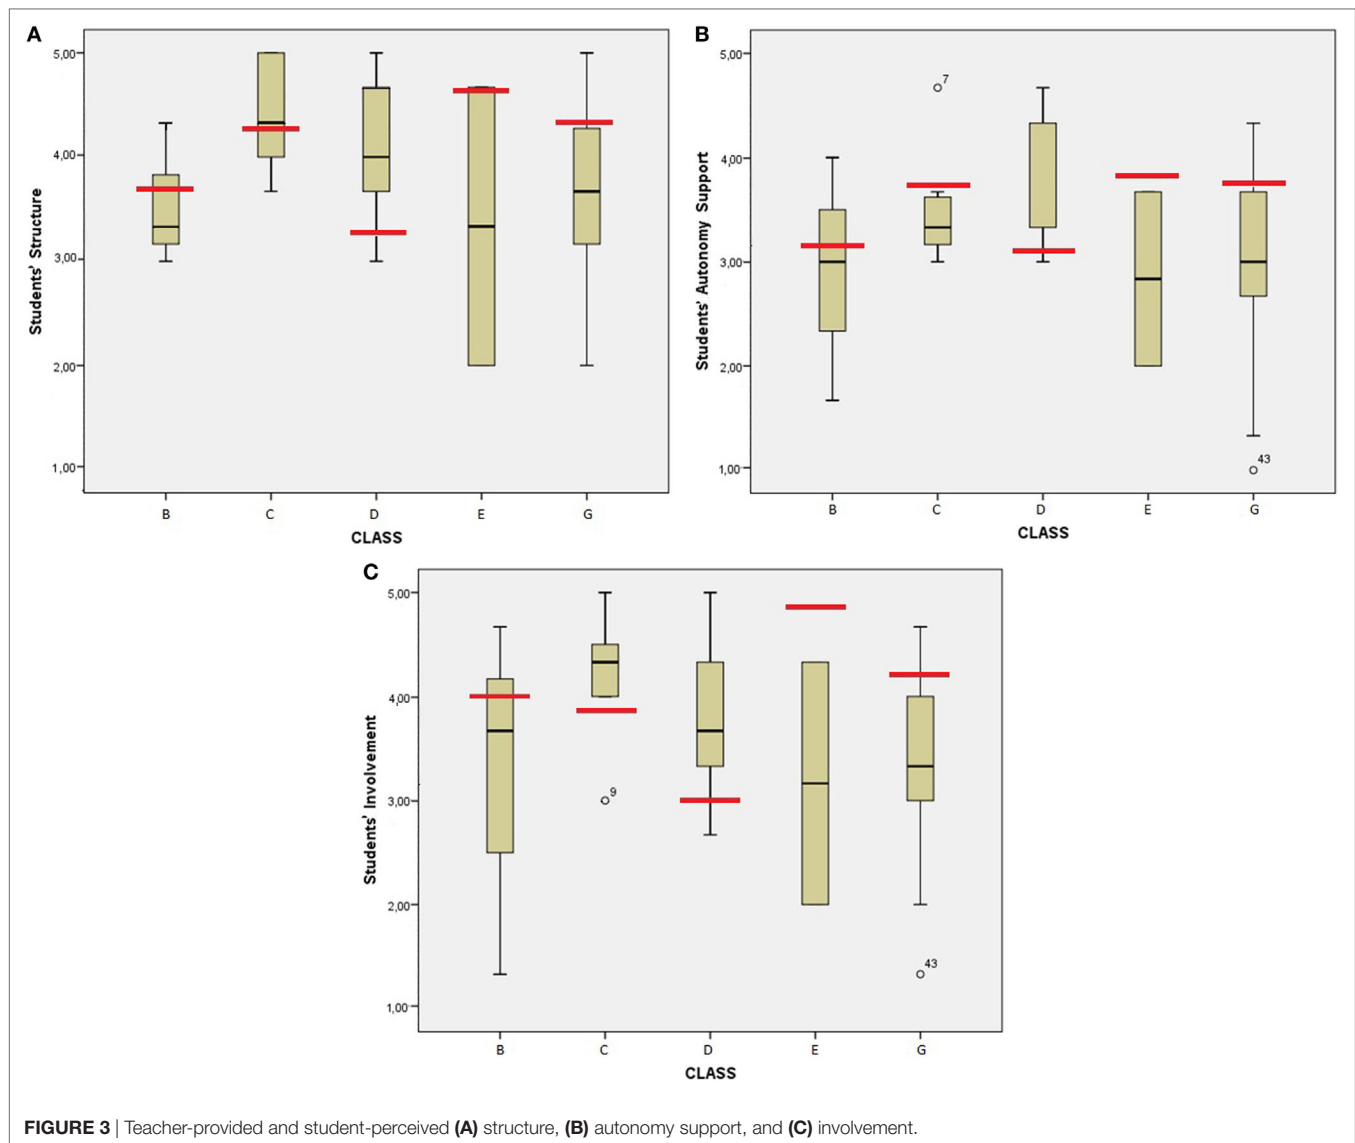 A
Students' Structure
5,00
4,00
3,00
2,00
1,00
B
C
D
E
G
CLASS
B
Students' Autonomy Support
5,00
4,00
3,00
2,00
1,00
7
43
B
C
D
E
G
CLASS
C
Students' Involvement
5,00
4,00
3,00
2,00
1,00
9
43
B
C
D
E
G
CLASS
FIGURE 3 | Teacher-provided and student-perceived (A) structure, (B) autonomy support, and (C) involvement.